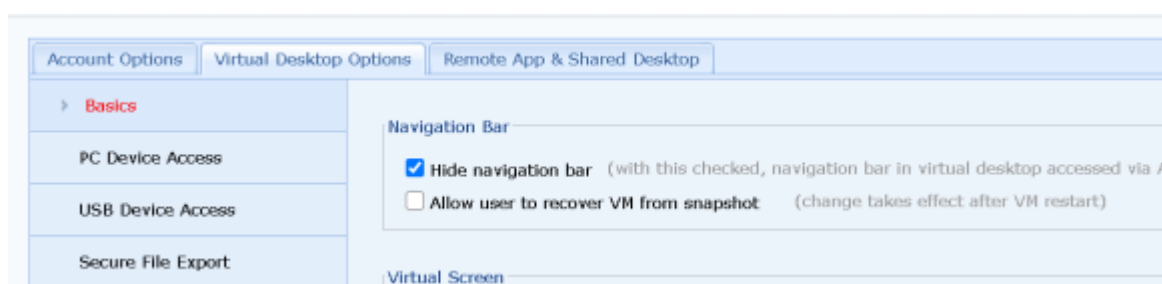 Account Options Virtual Desktop Options Remote App & Shared Desktop
Basics
Navigation Bar
PC Device Access
Hide navigation bar (with this checked, navigation bar in virtual desktop accessed via A
Allow user to recover VM from snapshot (change takes effect after VM restart)
USB Device Access
Secure File Export
Virtual Screen